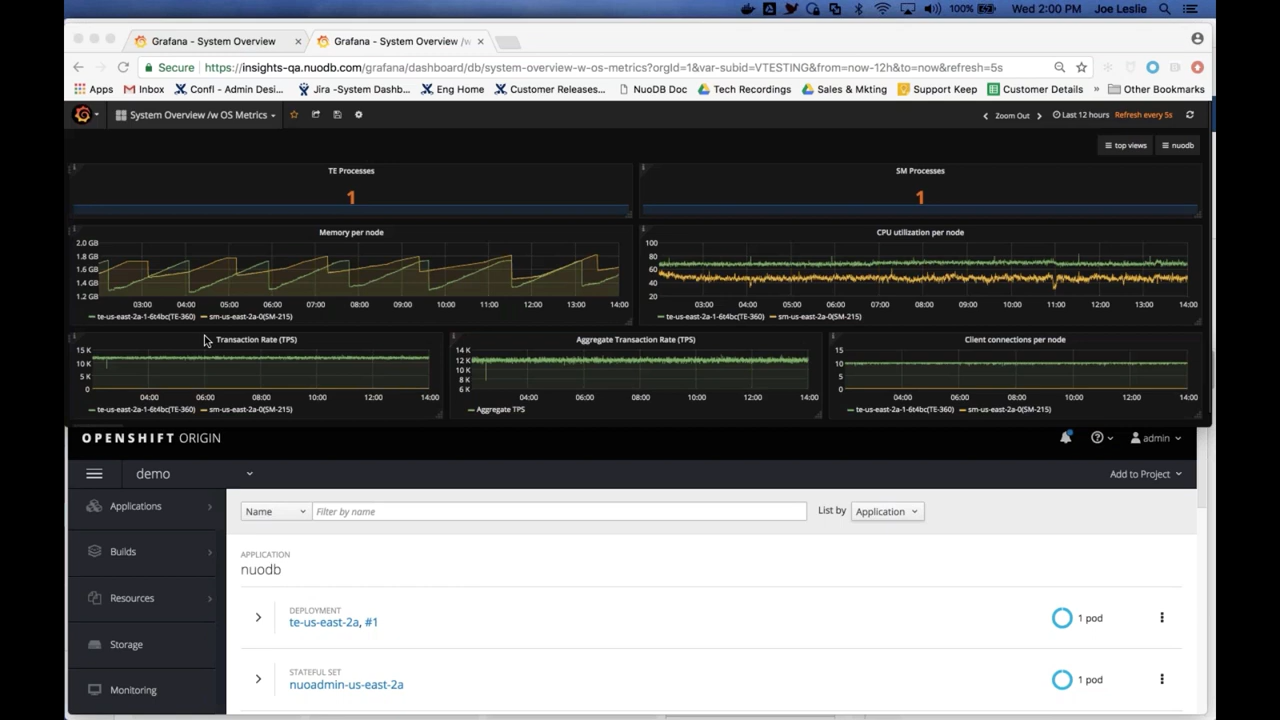 100%
Wed 2:00 PM
Joe Leslie
Grafana - System Overview
Grafana - System Overview /w
Secure
https://insights-qa.nuodb.com/grafana/dashboard/db/system-overview-w-os-metrics?orgId=1&var-subid=VTESTING&from=now-12h&to=now&refresh=5s
Apps
Inbox
Confl - Admin Desi...
Jira -System Dashb...
Eng Home
Customer Releases...
NuoDB Doc
Tech Recordings
Sales & Mkting
Support Keep
Customer Details
»
Other Bookmarks
System Overview /w OS Metrics
Zoom Out
Last 12 hours
Refresh every 5s
top views
nuodb
TE Processes
1
SM Processes
1
Memory per node
2.0 GB
1.8 GB
1.6 GB
1.4 GB
1.2 GB
03:00 04:00 05:00 06:00 07:00 08:00 09:00 10:00 11:00 12:00 13:00 14:00
te-us-east-2a-1-6t4bc(TE-360) sm-us-east-2a-0(SM-215)
CPU utilization per node
100
80
60
40
20
03:00 04:00 05:00 06:00 07:00 08:00 09:00 10:00 11:00 12:00 13:00 14:00
te-us-east-2a-1-6t4bc(TE-360) sm-us-east-2a-0(SM-215)
Transaction Rate (TPS)
15 K
10 K
5 K
0
04:00 06:00 08:00 10:00 12:00 14:00
te-us-east-2a-1-6t4bc(TE-360) sm-us-east-2a-0(SM-215)
Aggregate Transaction Rate (TPS)
14 K
12 K
10 K
8 K
6 K
04:00 06:00 08:00 10:00 12:00 14:00
Aggregate TPS
Client connections per node
15
10
5
0
04:00 06:00 08:00 10:00 12:00 14:00
te-us-east-2a-1-6t4bc(TE-360) sm-us-east-2a-0(SM-215)
OPENSHIFT ORIGIN
admin
demo
Add to Project
Applications
Builds
Resources
Storage
Monitoring
Name
Filter by name
List by
Application
APPLICATION
nuodb
DEPLOYMENT
te-us-east-2a, #1
1 pod
STATEFUL SET
nuoadmin-us-east-2a
1 pod